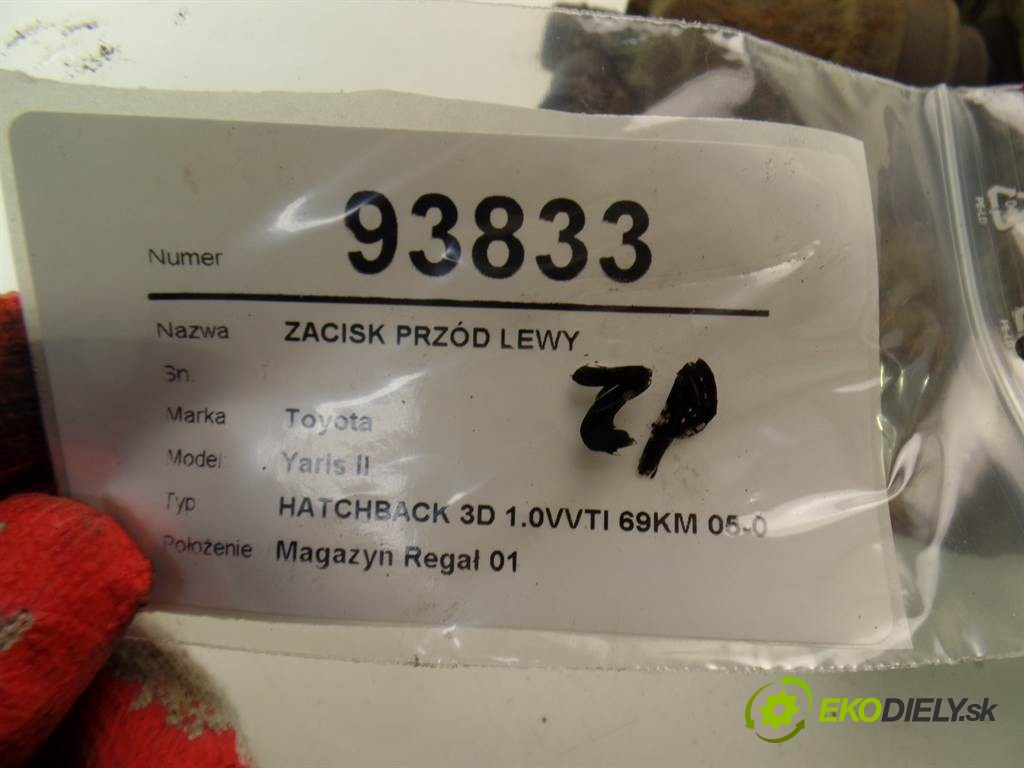 Numer 93833
Nazwa ZACISK PRZÓD LEWY
Sn.
Marka Toyota
Model Yaris II
Typ HATCHBACK 3D 1.0VVTI 69KM 05-0
Położenie Magazyn Regał 01
EKODIELY.sk